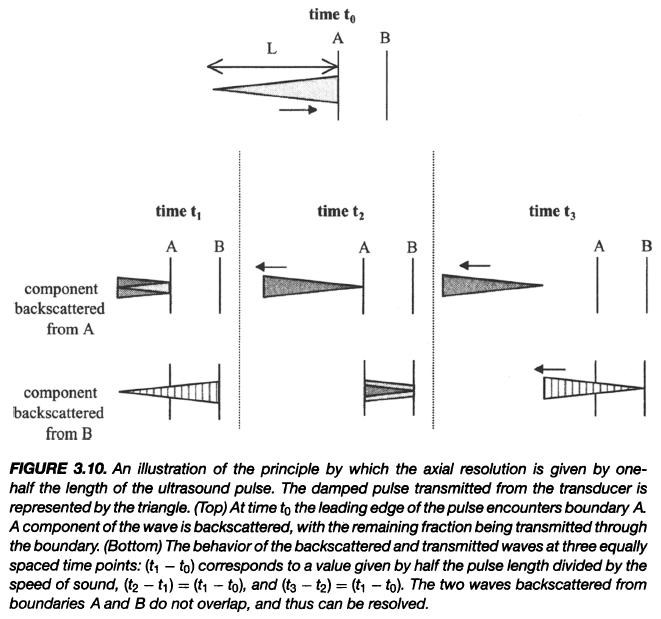 time t0
A B
L
time t1 time t2 time t3
A B A B A B
component
backscattered
from A
component
backscattered
from B
FIGURE 3.10. An illustration of the principle by which the axial resolution is given by one-
half the length of the ultrasound pulse. The damped pulse transmitted from the transducer is
represented by the triangle. (Top) At time t0 the leading edge of the pulse encounters boundary A.
A component of the wave is backscattered, with the remaining fraction being transmitted through
the boundary. (Bottom) The behavior of the backscattered and transmitted waves at three equally
spaced time points: (t1 − t0) corresponds to a value given by half the pulse length divided by the
speed of sound, (t2 − t1) = (t1 − t0), and (t3 − t2) = (t1 − t0). The two waves backscattered from
boundaries A and B do not overlap, and thus can be resolved.